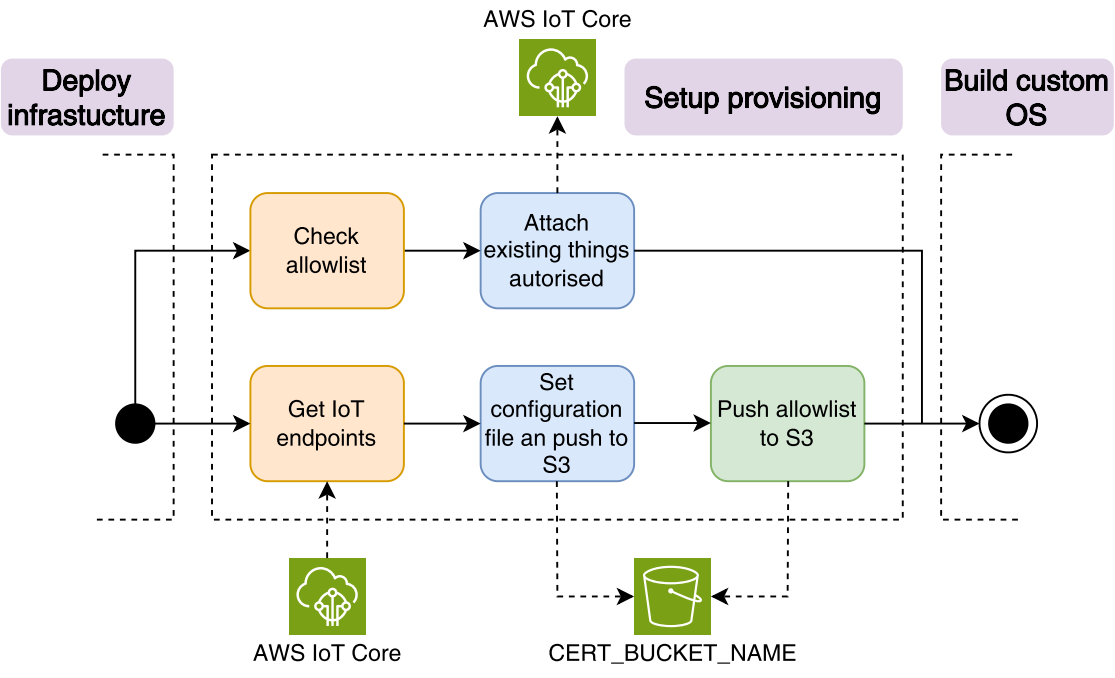 AWS IoT Core
Deploy
infrastucture
Setup provisioning
Build custom
OS
Check
allowlist
Attach
existing things
autorised
Get IoT
endpoints
Set
configuration
file an push to
S3
Push allowlist
to S3
AWS IoT Core
CERT_BUCKET_NAME